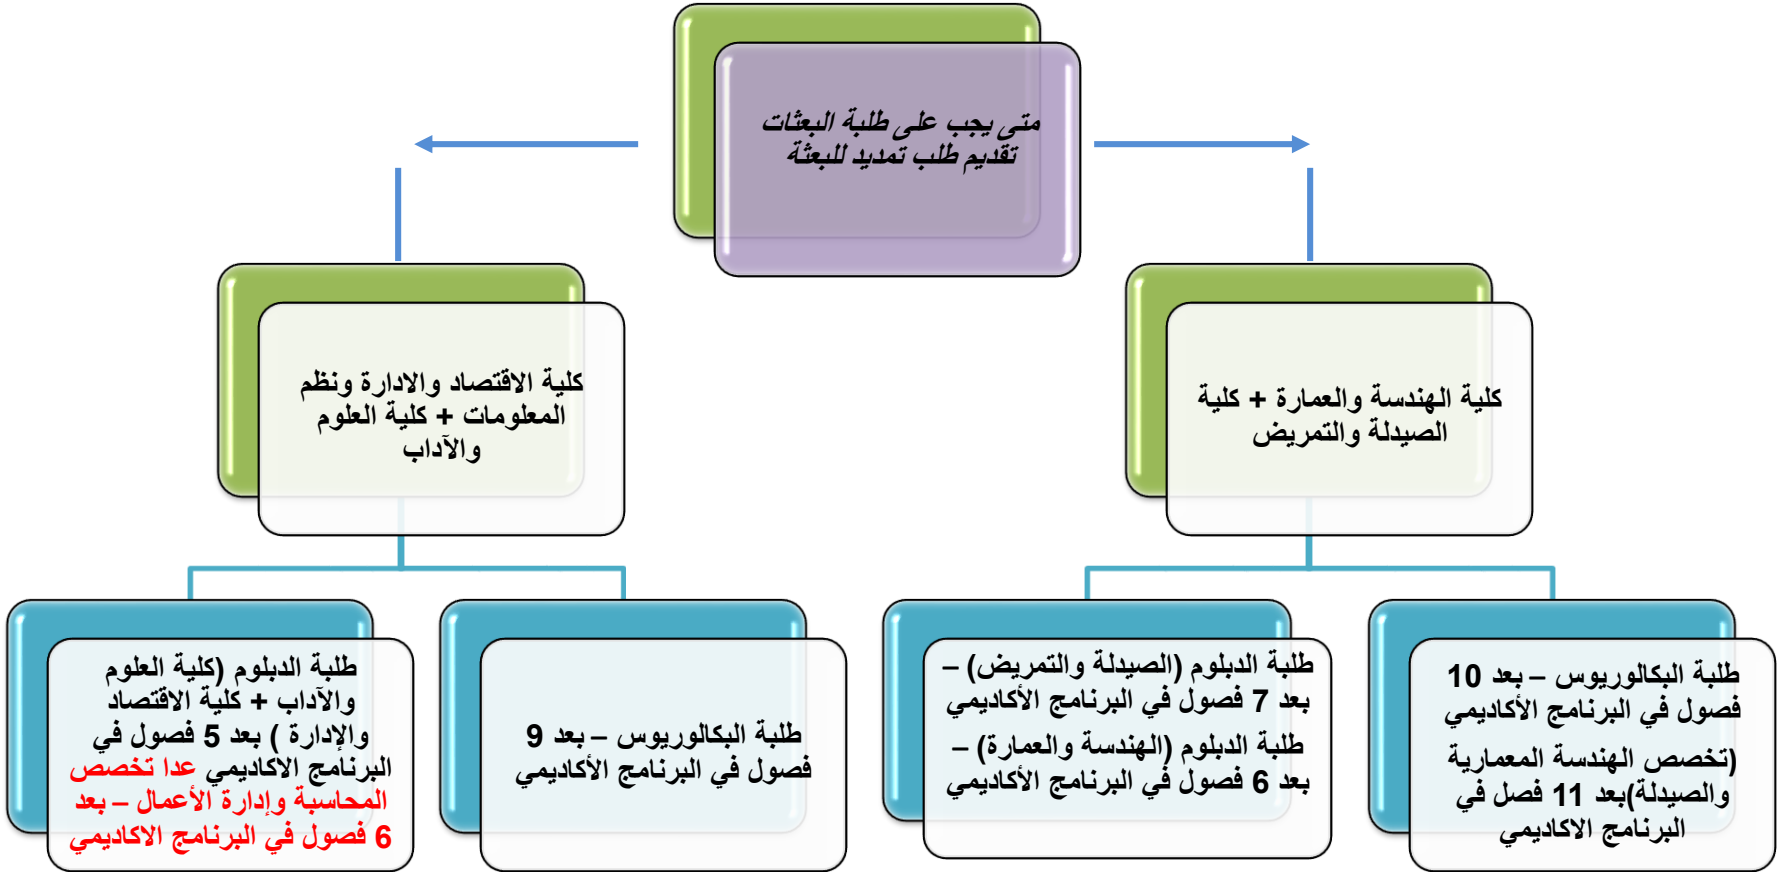 متى يجب على طلبة البعثات
تقديم طلب تمديد للبعثة
كلية الهندسة والعمارة + كلية
الصيدلة والتمريض
كلية الاقتصاد والادارة ونظم
المعلومات + كلية العلوم
والآداب
طلبة البكالوريوس – بعد 10
فصول في البرنامج الأكاديمي
(تخصص الهندسة المعمارية
والصيدلة)بعد 11 فصل في
البرنامج الاكاديمي
طلبة الدبلوم (الصيدلة والتمريض) –
بعد 7 فصول في البرنامج الأكاديمي
طلبة الدبلوم (الهندسة والعمارة) –
بعد 6 فصول في البرنامج الأكاديمي
طلبة البكالوريوس – بعد 9
فصول في البرنامج الأكاديمي
طلبة الدبلوم (كلية العلوم
والآداب + كلية الاقتصاد
والإدارة ) بعد 5 فصول في
البرنامج الاكاديمي عدا تخصص
المحاسبة وإدارة الأعمال – بعد
6 فصول في البرنامج الاكاديمي